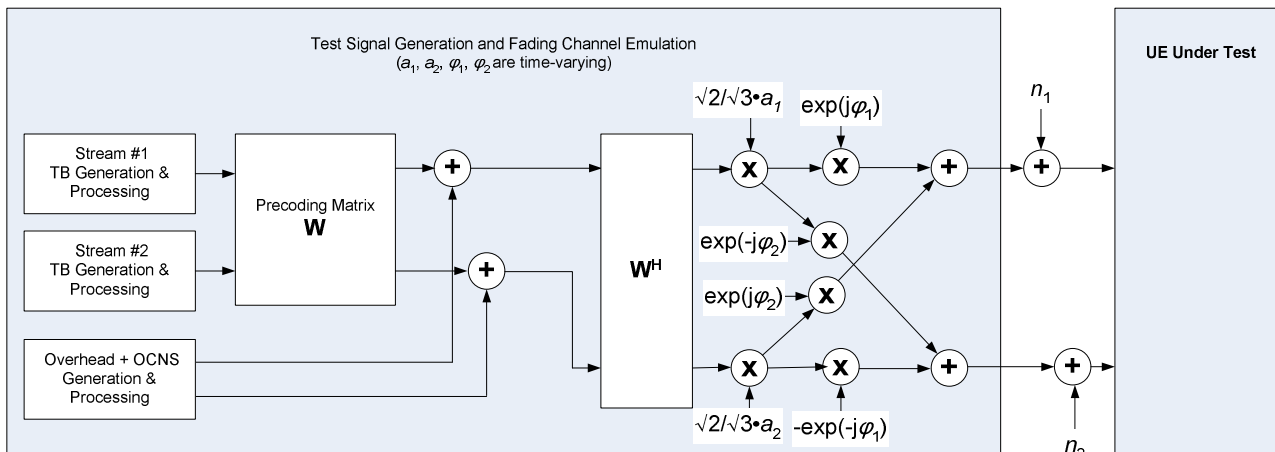 Test Signal Generation and Fading Channel Emulation
(a₁, a₂, φ₁, φ₂ are time-varying)
UE Under Test
√2/√3•a₁
exp(jφ₁)
n₁
Stream #1
TB Generation &
Processing
Precoding Matrix
W
+
x
x
+
+
Stream #2
TB Generation &
Processing
+
Wᴴ
exp(-jφ₂)
x
exp(jφ₂)
x
Overhead + OCNS
Generation &
Processing
x
x
+
+
√2/√3•a₂
-exp(-jφ₁)
n₂